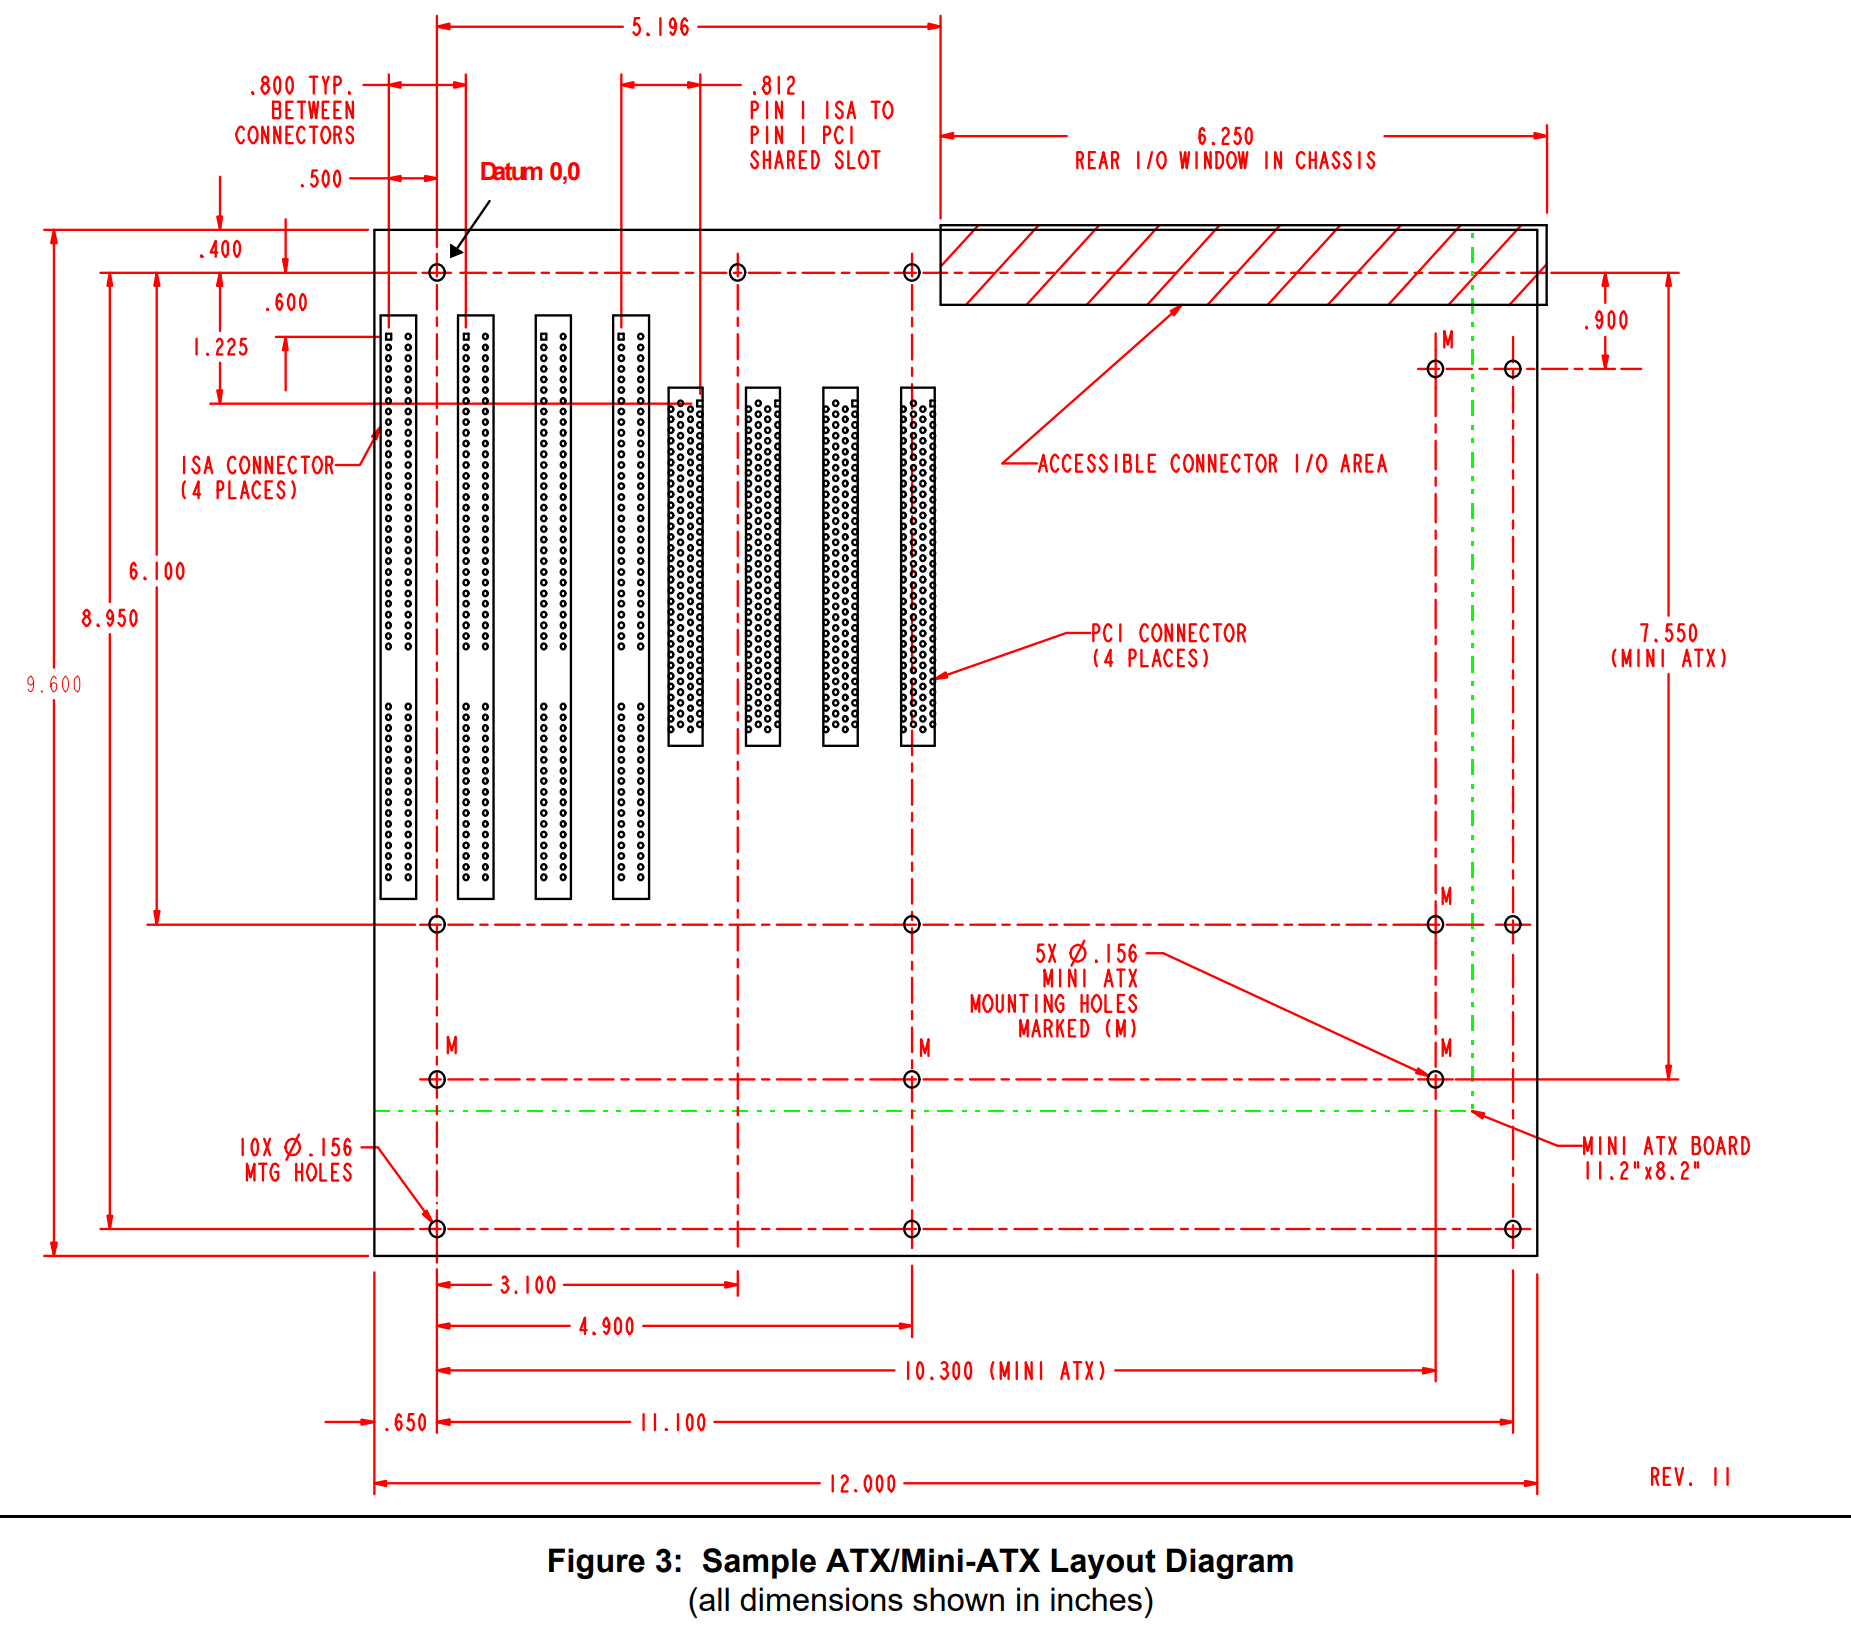 5.196
.800 TYP.
BETWEEN
CONNECTORS
.812
PIN 1 ISA TO
PIN 1 PCI
SHARED SLOT
6.250
REAR I/O WINDOW IN CHASSIS
.500
Datum 0,0
.400
.600
1.225
.900
M
ISA CONNECTOR
(4 PLACES)
ACCESSIBLE CONNECTOR I/O AREA
6.100
8.950
9.600
PCI CONNECTOR
(4 PLACES)
7.550
(MINI ATX)
M
5X Ø.156
MINI ATX
MOUNTING HOLES
MARKED (M)
M
M
M
10X Ø.156
MTG HOLES
MINI ATX BOARD
11.2"x8.2"
3.100
4.900
10.300 (MINI ATX)
.650
11.100
12.000
REV. 11
Figure 3: Sample ATX/Mini-ATX Layout Diagram
(all dimensions shown in inches)